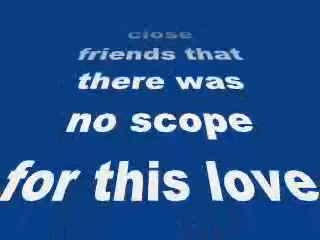 close
friends that
there was
no scope
for this love